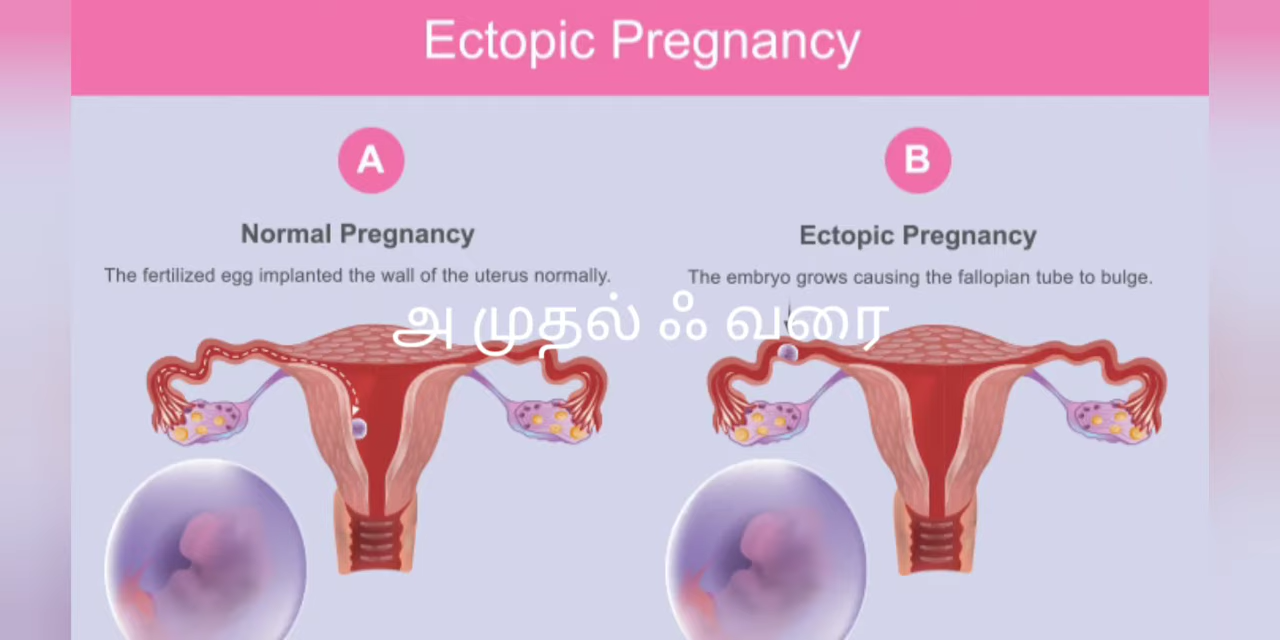 Ectopic Pregnancy
A
Normal Pregnancy
The fertilized egg implanted the wall of the uterus normally.
B
Ectopic Pregnancy
The embryo grows causing the fallopian tube to bulge.
அ முதல் ஃ வரை